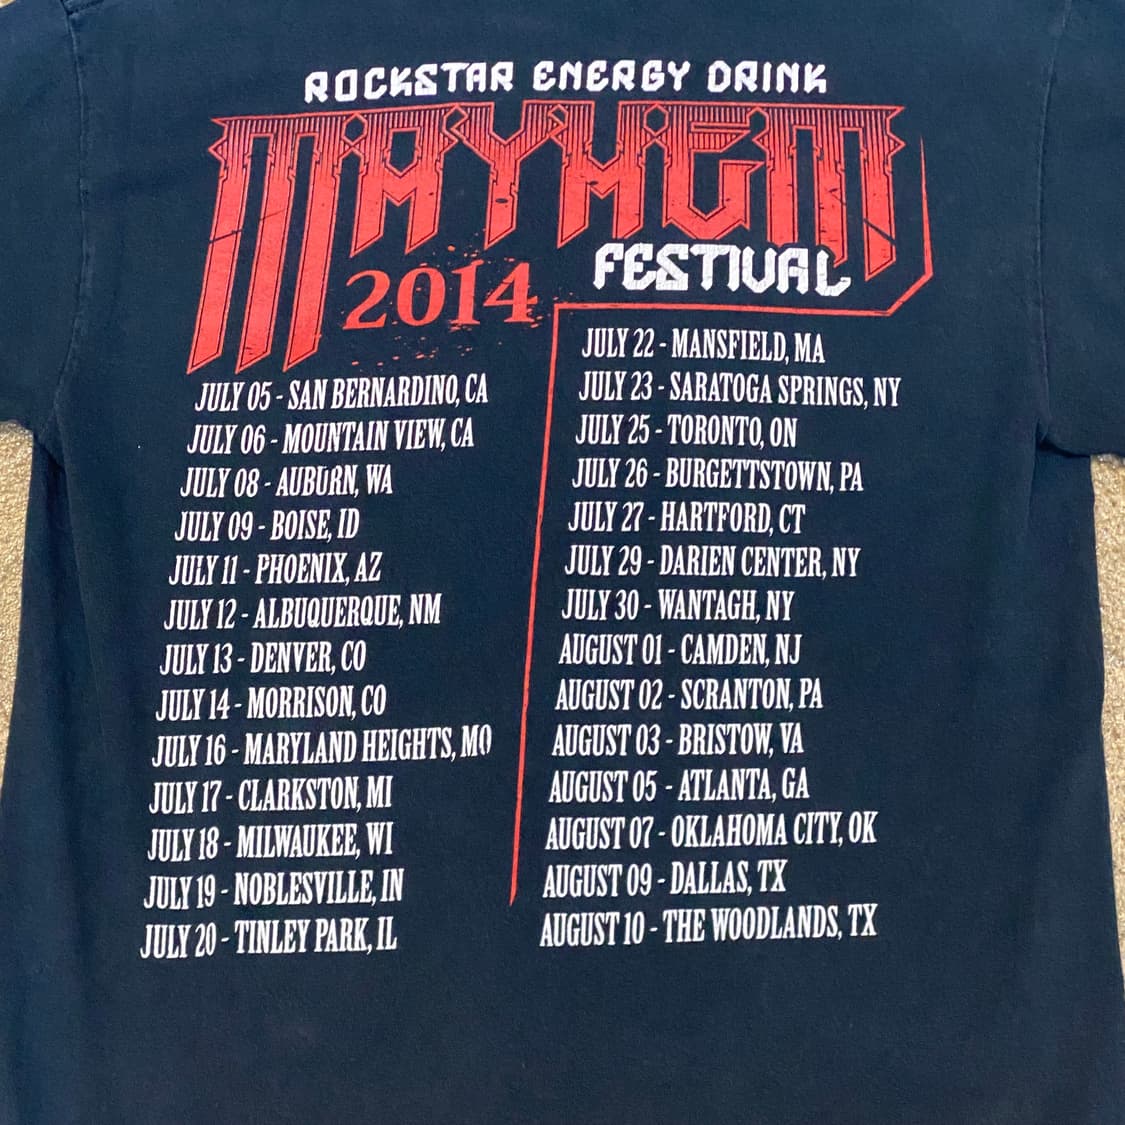 ROCKSTAR ENERGY DRINK
MAYHEM
FESTIVAL
2014
JULY 05 - SAN BERNARDINO, CA
JULY 06 - MOUNTAIN VIEW, CA
JULY 08 - AUBURN, WA
JULY 09 - BOISE, ID
JULY 11 - PHOENIX, AZ
JULY 12 - ALBUQUERQUE, NM
JULY 13 - DENVER, CO
JULY 14 - MORRISON, CO
JULY 16 - MARYLAND HEIGHTS, MO
JULY 17 - CLARKSTON, MI
JULY 18 - MILWAUKEE, WI
JULY 19 - NOBLESVILLE, IN
JULY 20 - TINLEY PARK, IL
JULY 22 - MANSFIELD, MA
JULY 23 - SARATOGA SPRINGS, NY
JULY 25 - TORONTO, ON
JULY 26 - BURGETTSTOWN, PA
JULY 27 - HARTFORD, CT
JULY 29 - DARIEN CENTER, NY
JULY 30 - WANTAGH, NY
AUGUST 01 - CAMDEN, NJ
AUGUST 02 - SCRANTON, PA
AUGUST 03 - BRISTOW, VA
AUGUST 05 - ATLANTA, GA
AUGUST 07 - OKLAHOMA CITY, OK
AUGUST 09 - DALLAS, TX
AUGUST 10 - THE WOODLANDS, TX